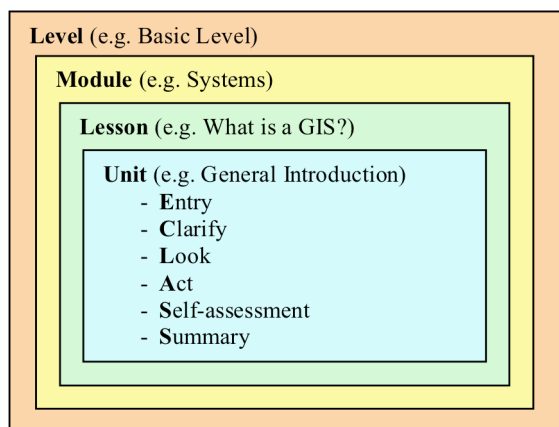 Level (e.g. Basic Level)
Module (e.g. Systems)
Lesson (e.g. What is a GIS?)
Unit (e.g. General Introduction)
- Entry
- Clarify
- Look
- Act
- Self-assessment
- Summary